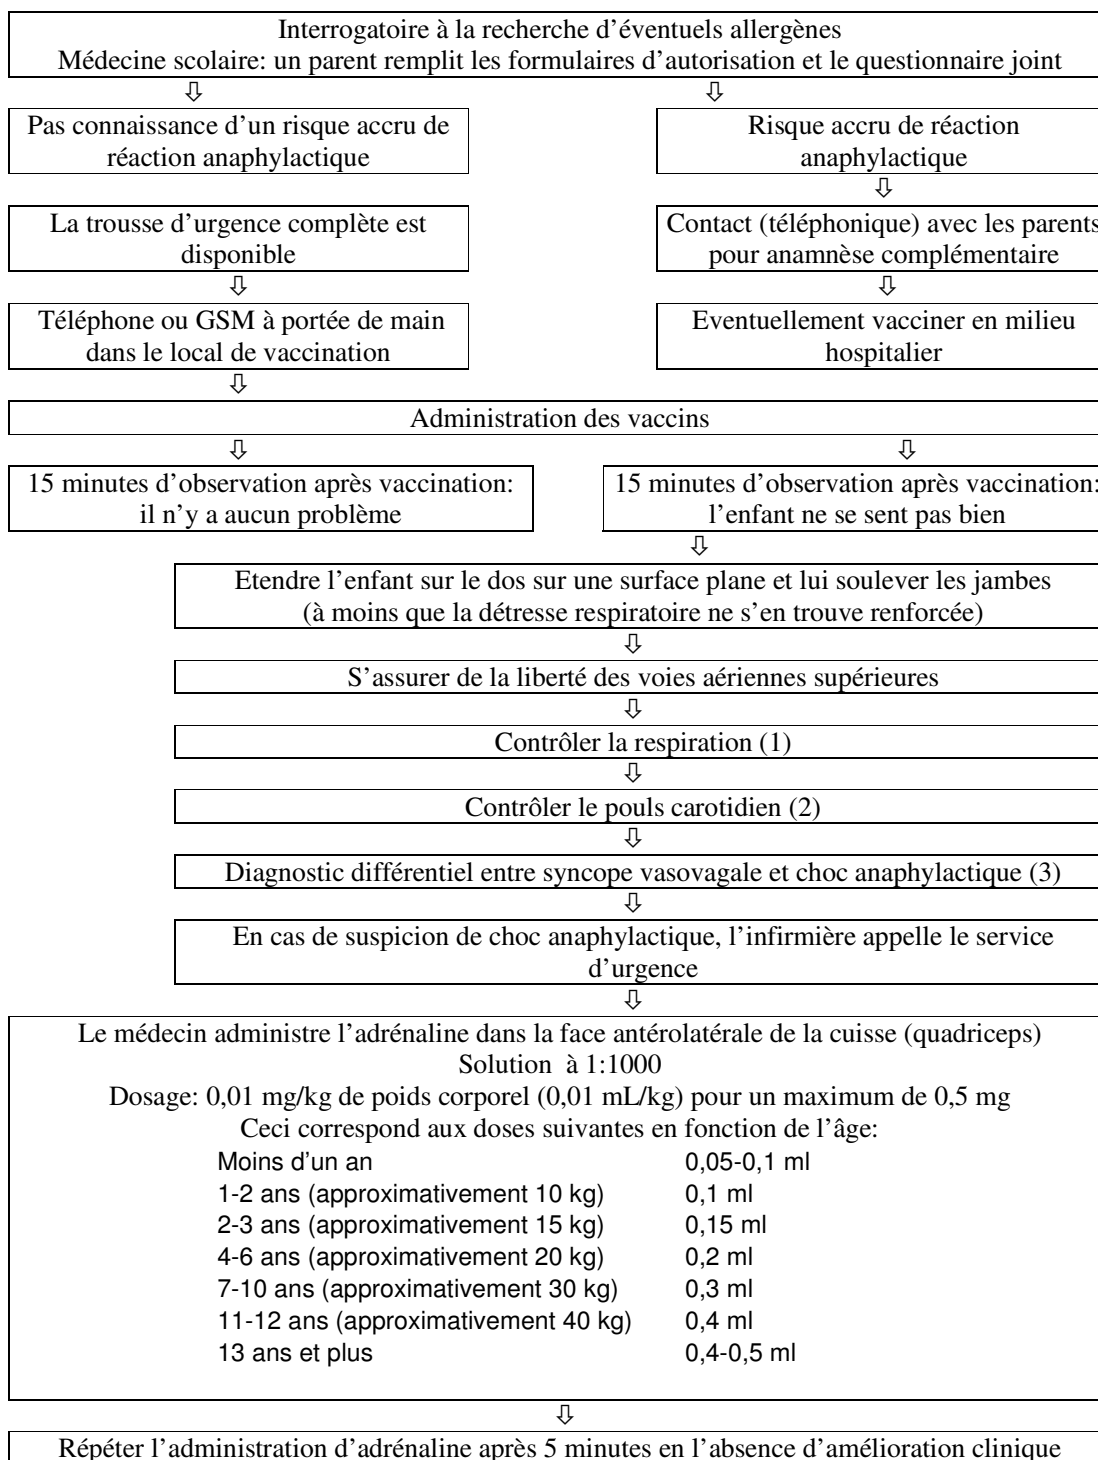 Interrogatoire à la recherche d’éventuels allergènes
Médecine scolaire: un parent remplit les formulaires d’autorisation et le questionnaire joint
⇩ ⇩
Pas connaissance d’un risque accru de
réaction anaphylactique
Risque accru de réaction
anaphylactique
⇩
La trousse d’urgence complète est
disponible
Contact (téléphonique) avec les parents
pour anamnèse complémentaire
⇩ ⇩
Téléphone ou GSM à portée de main
dans le local de vaccination
Eventuellement vacciner en milieu
hospitalier
⇩
Administration des vaccins
⇩ ⇩
15 minutes d’observation après vaccination:
il n’y a aucun problème
15 minutes d’observation après vaccination:
l’enfant ne se sent pas bien
⇩
Etendre l’enfant sur le dos sur une surface plane et lui soulever les jambes
(à moins que la détresse respiratoire ne s’en trouve renforcée)
⇩
S’assurer de la liberté des voies aériennes supérieures
⇩
Contrôler la respiration (1)
⇩
Contrôler le pouls carotidien (2)
⇩
Diagnostic différentiel entre syncope vasovagale et choc anaphylactique (3)
⇩
En cas de suspicion de choc anaphylactique, l’infirmière appelle le service
d’urgence
⇩
Le médecin administre l’adrénaline dans la face antérolatérale de la cuisse (quadriceps)
Solution à 1:1000
Dosage: 0,01 mg/kg de poids corporel (0,01 mL/kg) pour un maximum de 0,5 mg
Ceci correspond aux doses suivantes en fonction de l’âge:
Moins d’un an 0,05-0,1 ml
1-2 ans (approximativement 10 kg) 0,1 ml
2-3 ans (approximativement 15 kg) 0,15 ml
4-6 ans (approximativement 20 kg) 0,2 ml
7-10 ans (approximativement 30 kg) 0,3 ml
11-12 ans (approximativement 40 kg) 0,4 ml
13 ans et plus 0,4-0,5 ml
⇩
Répéter l’administration d’adrénaline après 5 minutes en l’absence d’amélioration clinique